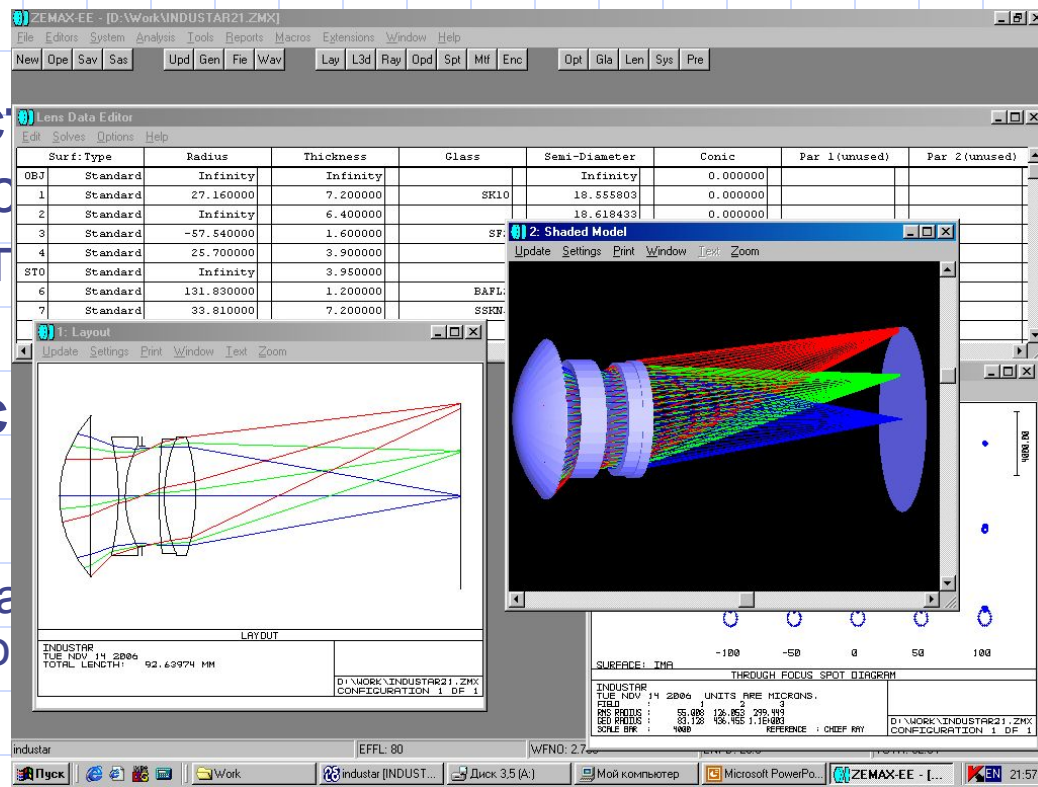 ZEMAX-EE - [D:\Work\INDUSTAR21.ZMX]
File Editors System Analysis Tools Reports Macros Extensions Window Help
New Ope Sav Sas Upd Gen Fie Wav Lay L3d Ray Opd Spt Mtf Enc Opt Gla Len Sys Pre
Lens Data Editor
Edit Solves Options Help
Surf:Type Radius Thickness Glass Semi-Diameter Conic Par 1(unused) Par 2(unused)
OBJ Standard Infinity Infinity Infinity 0.000000
1 Standard 27.160000 7.200000 SK10 18.555803 0.000000
2 Standard Infinity 6.400000 18.618433 0.000000
3 Standard -57.540000 1.600000
4 Standard 25.700000 3.900000
STO Standard Infinity 3.950000
6 Standard 131.830000 1.200000
7 Standard 33.810000 7.200000
2: Shaded Model
Update Settings Print Window Text Zoom
1: Layout
Update Settings Print Window Text Zoom
LAYOUT
INDUSTAR
TUE NOV 14 2006
TOTAL LENGTH: 92.63974 MM
D:\WORK\INDUSTAR21.ZMX
CONFIGURATION 1 OF 1
4000.00
-100 -50 0 50 100
SURFACE: IMA
THROUGH FOCUS SPOT DIAGRAM
INDUSTAR
TUE NOV 14 2006 UNITS ARE MICRONS.
FIELD : 1 2 3
RMS RADIUS :
GEO RADIUS :
SCALE BAR : 4000 REFERENCE : CHIEF RAY
D:\WORK\INDUSTAR21.ZMX
CONFIGURATION 1 OF 1
industar EFFL: 80
Пуск Work industar [INDUST... Диск 3,5 (A:) Мой компьютер Microsoft PowerPo... ZEMAX-EE - [... EN 21:57